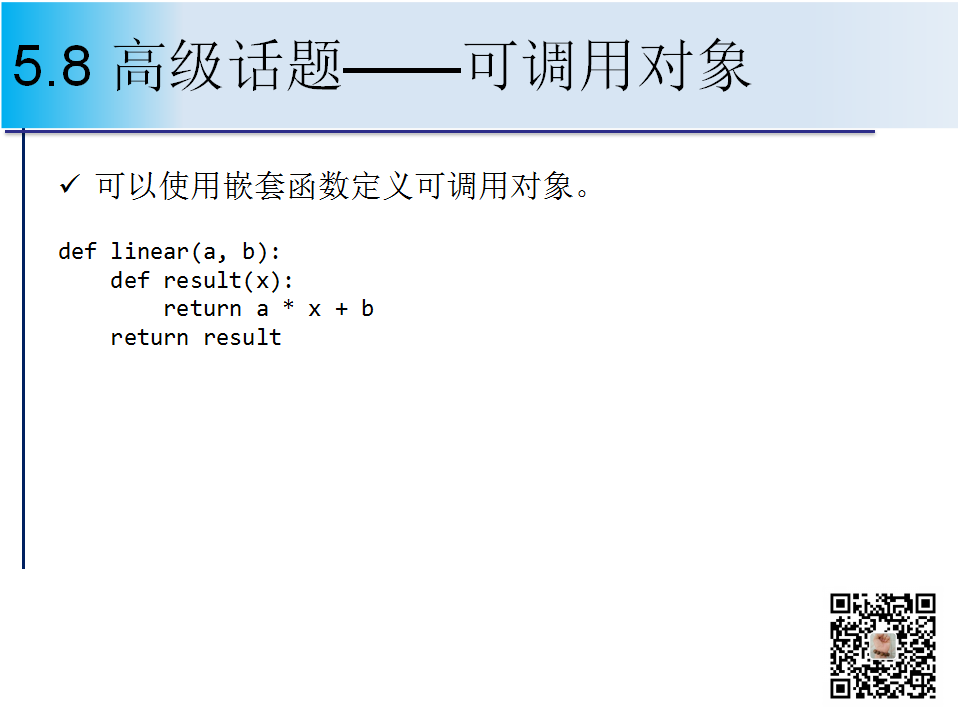 5.8 高级话题——可调用对象
✓ 可以使用嵌套函数定义可调用对象。
def linear(a, b):
    def result(x):
        return a * x + b
    return result